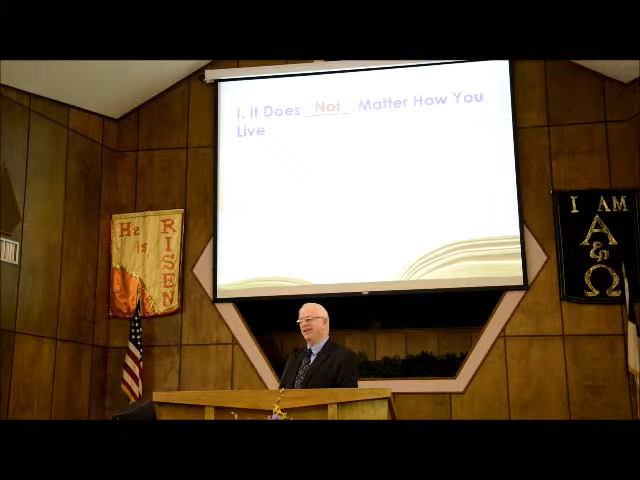 I. It Does Not Matter How You
Live
He
is
RISEN
I AM
A
&
Ω